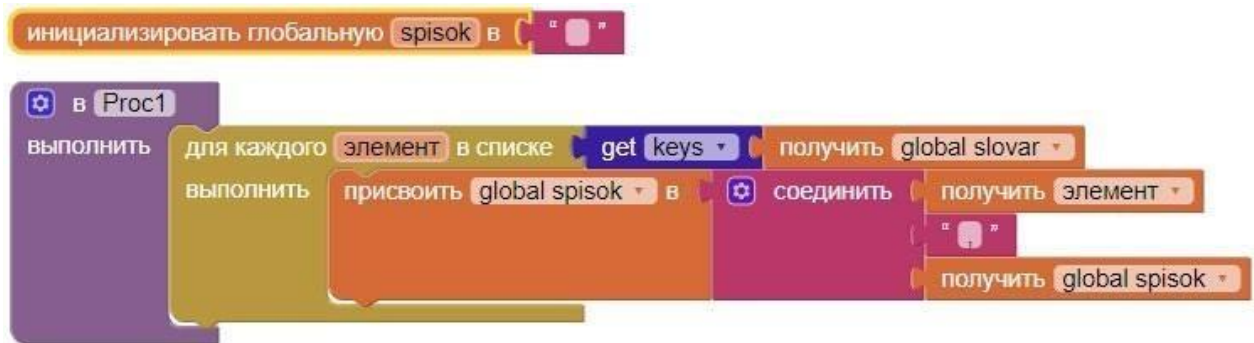 инициализировать глобальную spisok в “ ”
в Proc1
выполнить для каждого элемент в списке get keys получить global slovar
выполнить присвоить global spisok в соединить получить элемент
“ , ”
получить global spisok